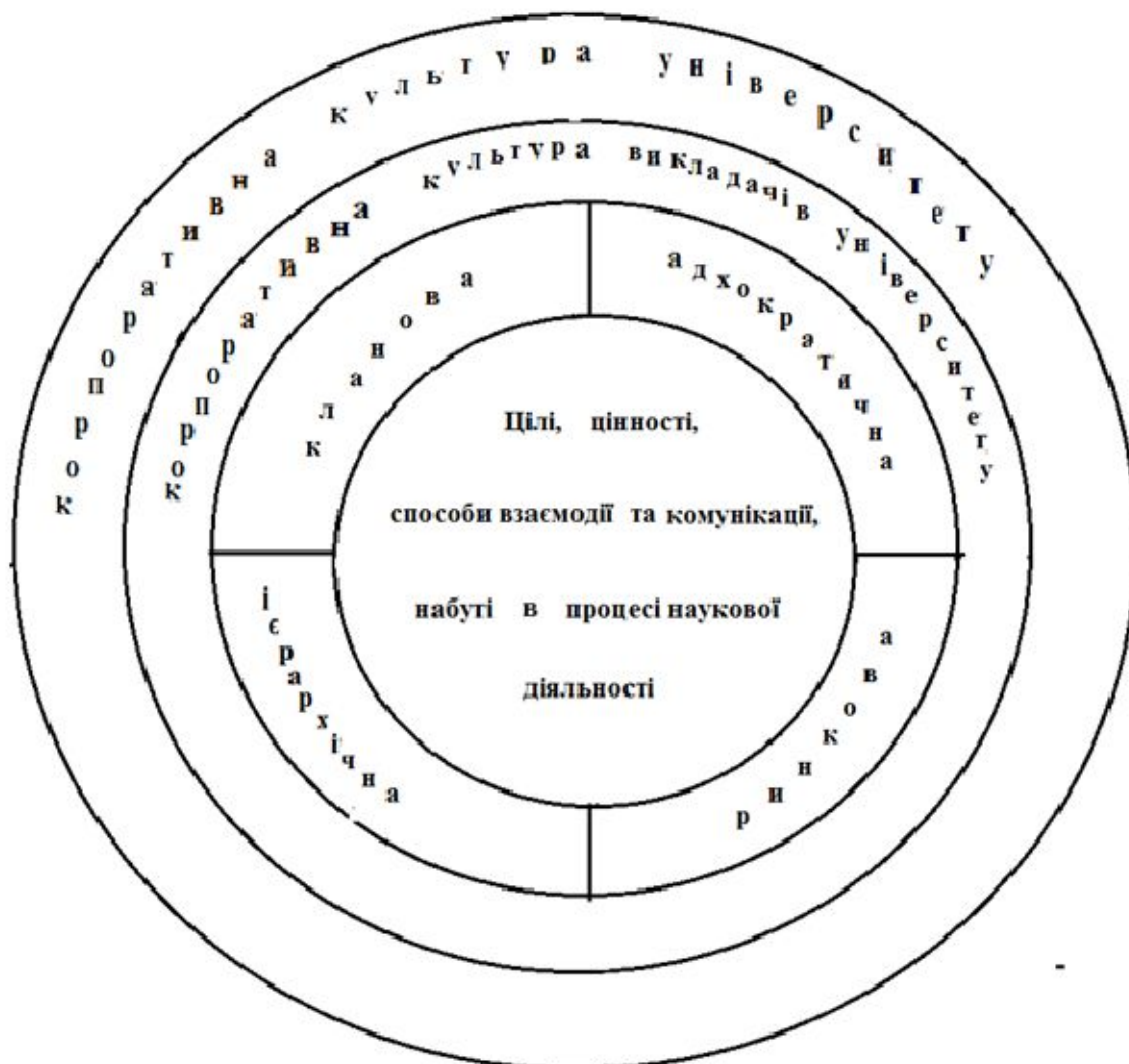 корпоративна культура університету
корпоративна культура викладачів університету
кланова
адхократична
Цілі, цінності,
способи взаємодії та комунікації,
набуті в процесі наукової
діяльності
ієрархічна
ринкова